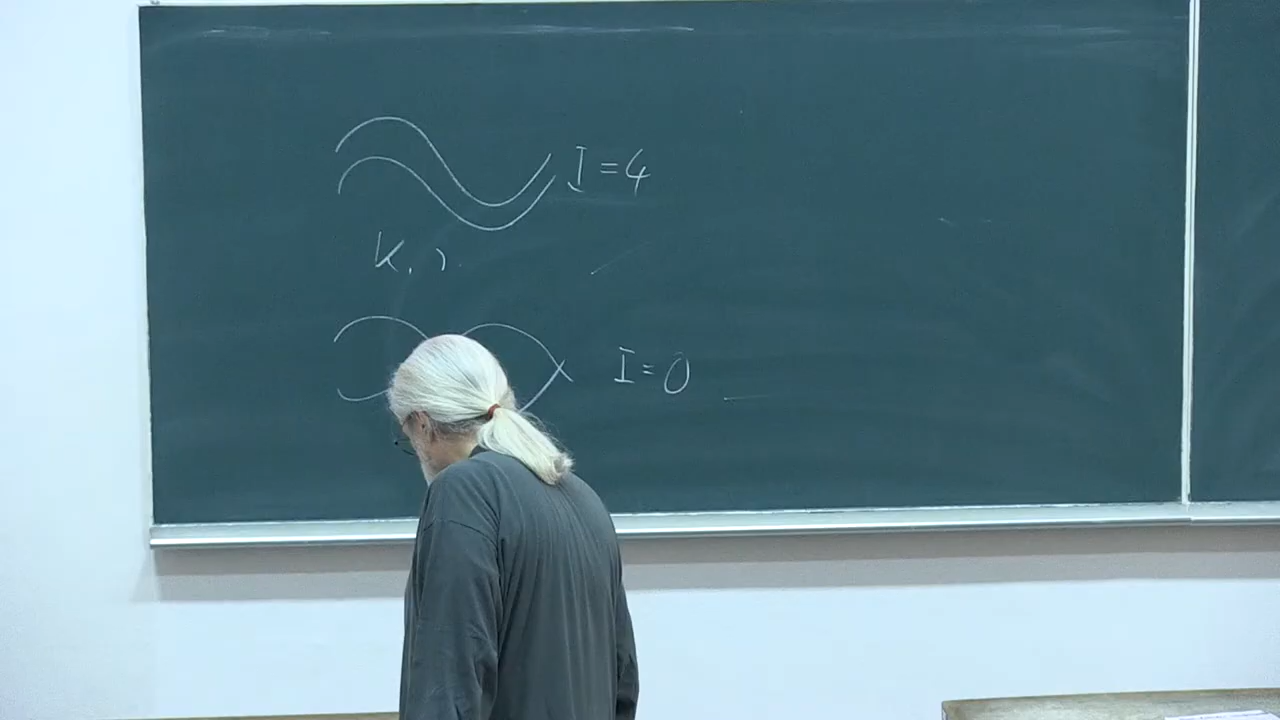 I = 4
K,
I = 0